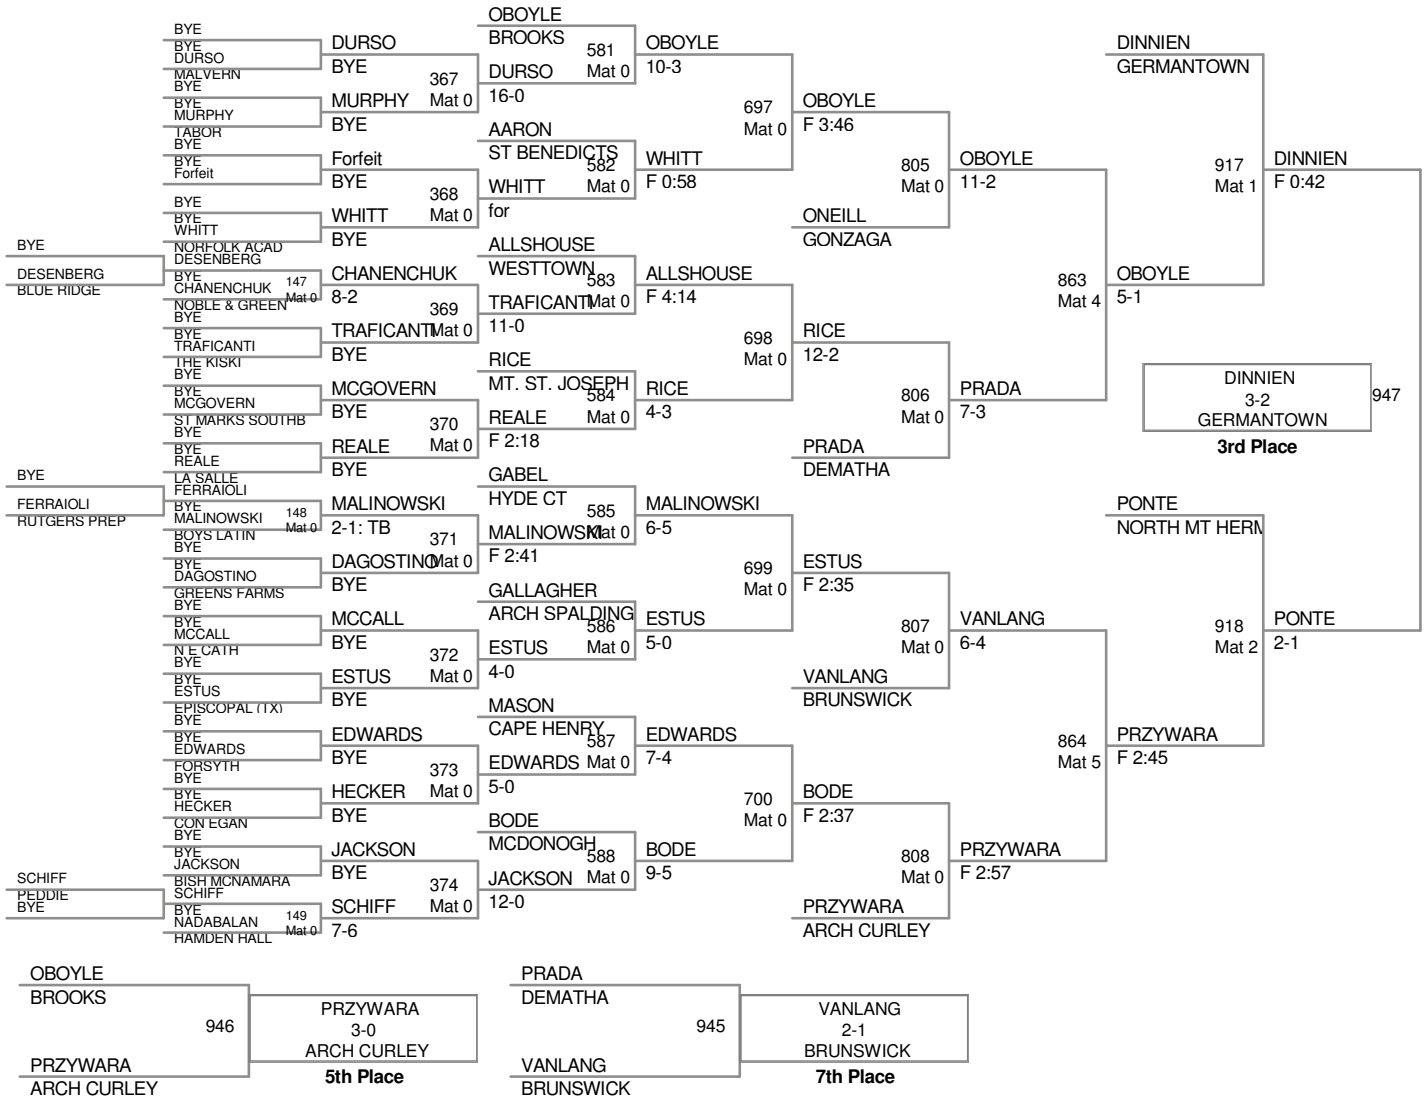 BYE
BYE
DURSO
MALVERN
BYE
BYE
MURPHY
TABOR
BYE
BYE
Forfeit
BYE
BYE
WHITT
NORFOLK ACAD
BYE
DESENBERG
BLUE RIDGE
DESENBERG
BYE
CHANENCHUK
NOBLE & GREEN
147
Mat 0
BYE
BYE
TRAFICANTI
THE KISKI
BYE
BYE
MCGOVERN
ST MARKS SOUTHB
BYE
BYE
REALE
LA SALLE
BYE
FERRAIOLI
RUTGERS PREP
FERRAIOLI
BYE
MALINOWSKI
BOYS LATIN
148
Mat 0
BYE
BYE
DAGOSTINO
GREENS FARMS
BYE
BYE
MCCALL
N E CATH
BYE
BYE
ESTUS
EPISCOPAL (TX)
BYE
BYE
EDWARDS
FORSYTH
BYE
BYE
HECKER
CON EGAN
BYE
BYE
JACKSON
BISH MCNAMARA
SCHIFF
PEDDIE
BYE
SCHIFF
BYE
NADABALAN
HAMDEN HALL
149
Mat 0
DURSO
BYE
367
Mat 0
MURPHY
BYE
Forfeit
BYE
368
Mat 0
WHITT
BYE
CHANENCHUK
8-2
369
Mat 0
TRAFICANTI
BYE
MCGOVERN
BYE
370
Mat 0
REALE
BYE
MALINOWSKI
2-1: TB
371
Mat 0
DAGOSTINO
BYE
MCCALL
BYE
372
Mat 0
ESTUS
BYE
EDWARDS
BYE
373
Mat 0
HECKER
BYE
JACKSON
BYE
374
Mat 0
SCHIFF
7-6
OBOYLE
BROOKS
581
Mat 0
DURSO
16-0
AARON
ST BENEDICTS
582
Mat 0
WHITT
for
ALLSHOUSE
WESTTOWN
583
Mat 0
TRAFICANTI
11-0
RICE
MT. ST. JOSEPH
584
Mat 0
REALE
F 2:18
GABEL
HYDE CT
585
Mat 0
MALINOWSKI
F 2:41
GALLAGHER
ARCH SPALDING
586
Mat 0
ESTUS
4-0
MASON
CAPE HENRY
587
Mat 0
EDWARDS
5-0
BODE
MCDONOGH
588
Mat 0
JACKSON
12-0
OBOYLE
10-3
697
Mat 0
WHITT
F 0:58
ALLSHOUSE
F 4:14
698
Mat 0
RICE
4-3
MALINOWSKI
6-5
699
Mat 0
ESTUS
5-0
EDWARDS
7-4
700
Mat 0
BODE
9-5
OBOYLE
F 3:46
805
Mat 0
ONEILL
GONZAGA
RICE
12-2
806
Mat 0
PRADA
DEMATHA
ESTUS
F 2:35
807
Mat 0
VANLANG
BRUNSWICK
BODE
F 2:37
808
Mat 0
PRZYWARA
ARCH CURLEY
OBOYLE
11-2
863
Mat 4
PRADA
7-3
VANLANG
6-4
864
Mat 5
PRZYWARA
F 2:57
DINNIEN
GERMANTOWN
917
Mat 1
OBOYLE
5-1
PONTE
NORTH MT HERM
918
Mat 2
PRZYWARA
F 2:45
DINNIEN
F 0:42
PONTE
2-1
DINNIEN
3-2
GERMANTOWN
947
3rd Place
OBOYLE
BROOKS
946
PRZYWARA
ARCH CURLEY
PRZYWARA
3-0
ARCH CURLEY
5th Place
PRADA
DEMATHA
945
VANLANG
BRUNSWICK
VANLANG
2-1
BRUNSWICK
7th Place